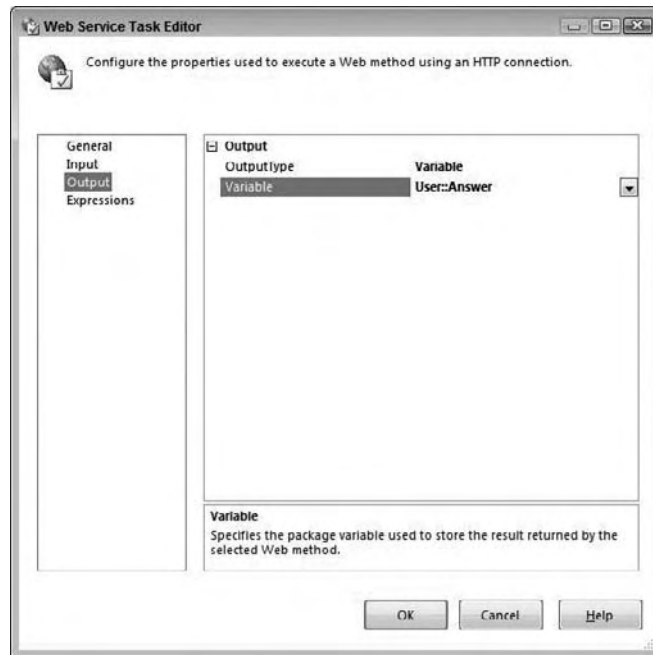 Web Service Task Editor
Configure the properties used to execute a Web method using an HTTP connection.
General
Input
Output
Expressions
Output
OutputType Variable
Variable User::Answer
Variable
Specifies the package variable used to store the result returned by the
selected Web method.
OK Cancel Help